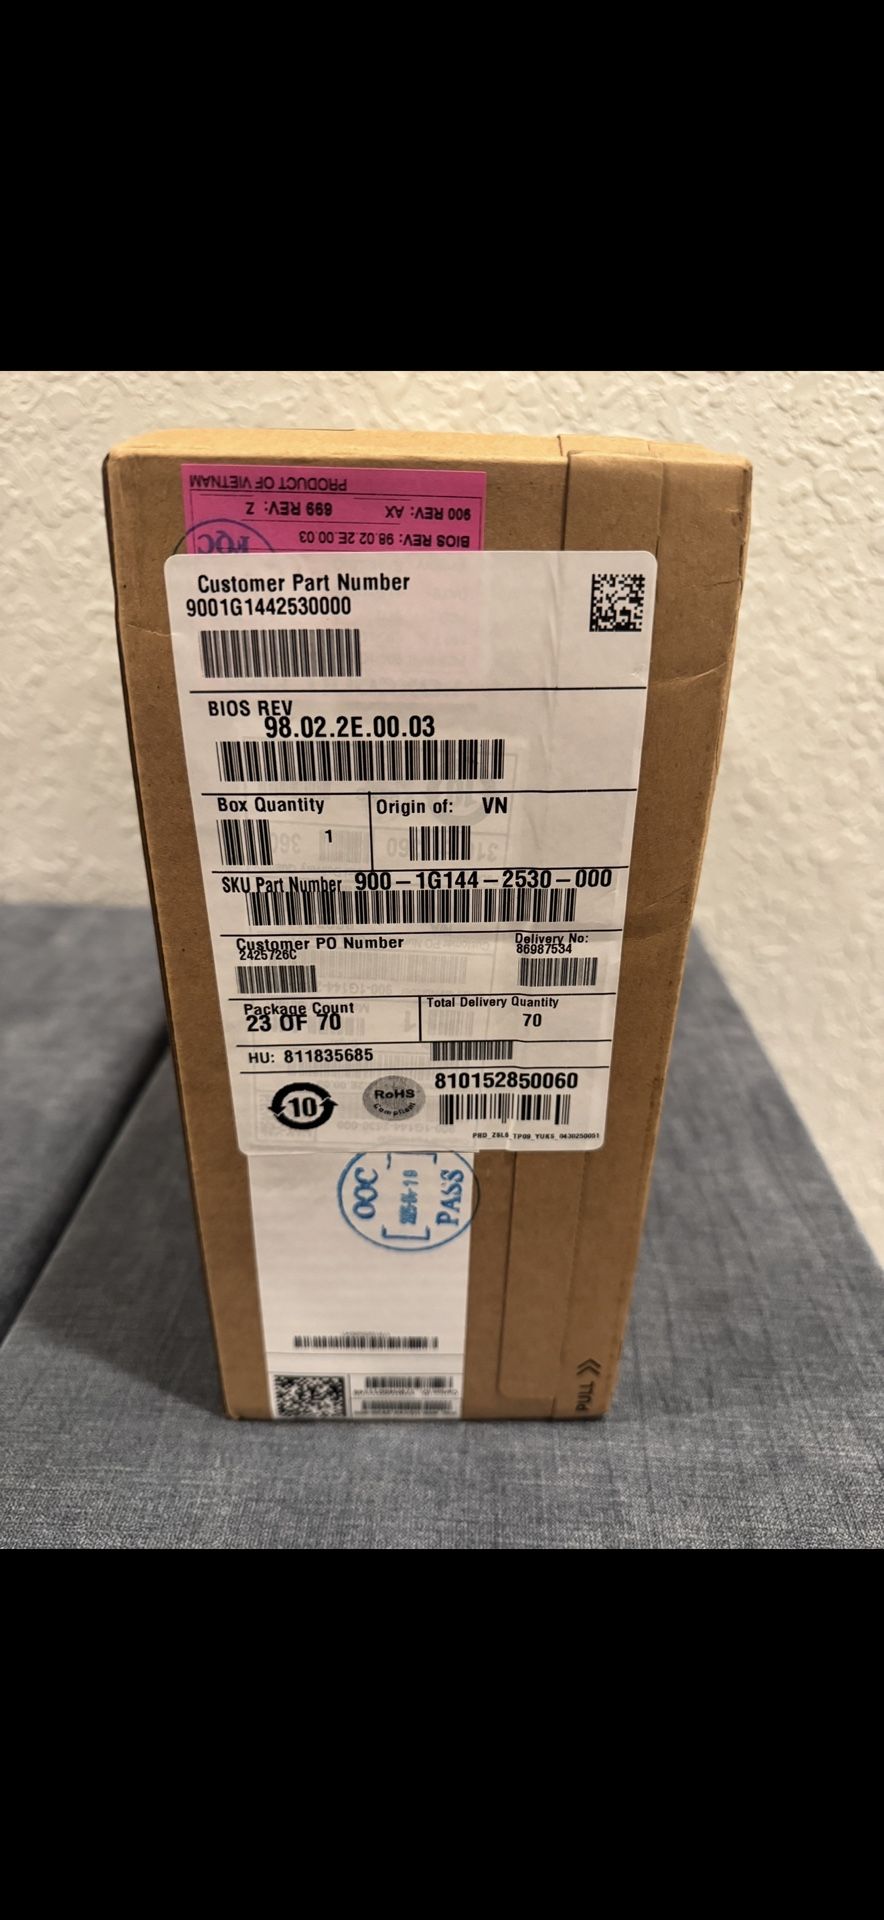 PRODUCT OF VIETNAM
900 REV: AX 699 REV: Z
BIOS REV: 98.02.2E.00.03
Customer Part Number
9001G1442530000
BIOS REV
98.02.2E.00.03
Box Quantity
1
Origin of: VN
SKU Part Number 900-1G144-2530-000
Customer PO Number
2425726C
Delivery No:
86987534
Package Count
23 OF 70
Total Delivery Quantity
70
HU: 811835685
10
RoHS
Compliant
810152850060
PRD_ZSL6_TP09_YUKS_0430250051
OQC
PASS
PULL